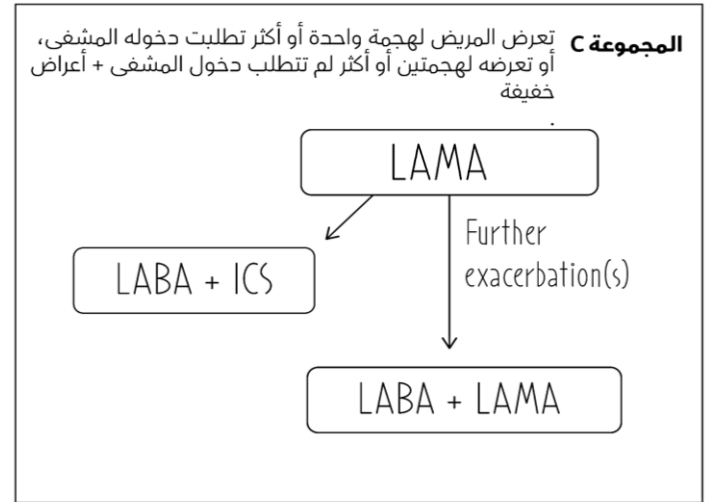 المجموعة C تعرض المريض لهجمة واحدة أو أكثر تطلبت دخوله المشفى،
أو تعرضه لهجمتين أو أكثر لم تتطلب دخول المشفى + أعراض
خفيفة
.
LAMA
Further
exacerbation(s)
LABA + ICS
LABA + LAMA